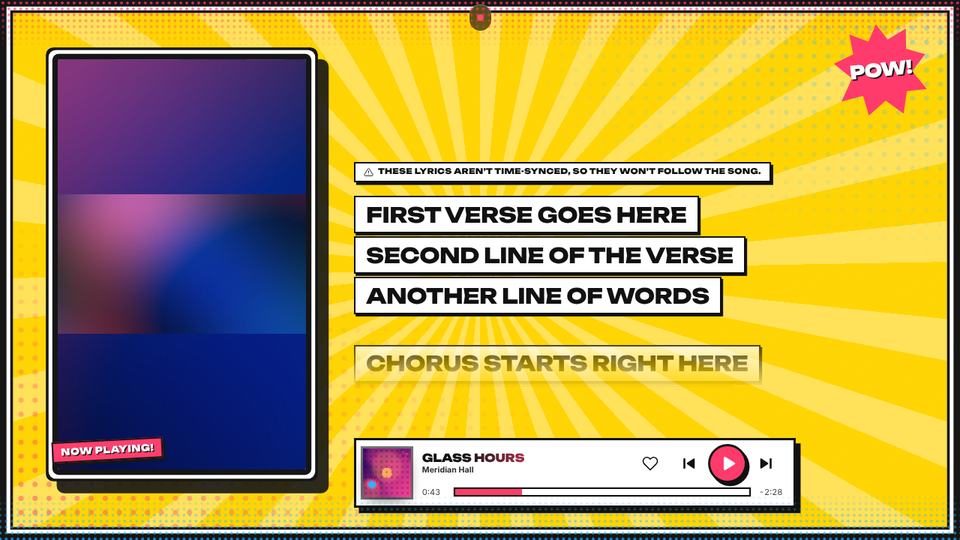 POW!
THESE LYRICS AREN'T TIME-SYNCED, SO THEY WON'T FOLLOW THE SONG.
FIRST VERSE GOES HERE
SECOND LINE OF THE VERSE
ANOTHER LINE OF WORDS
CHORUS STARTS RIGHT HERE
NOW PLAYING!
GLASS HOURS
Meridian Hall
0:43
-2:28